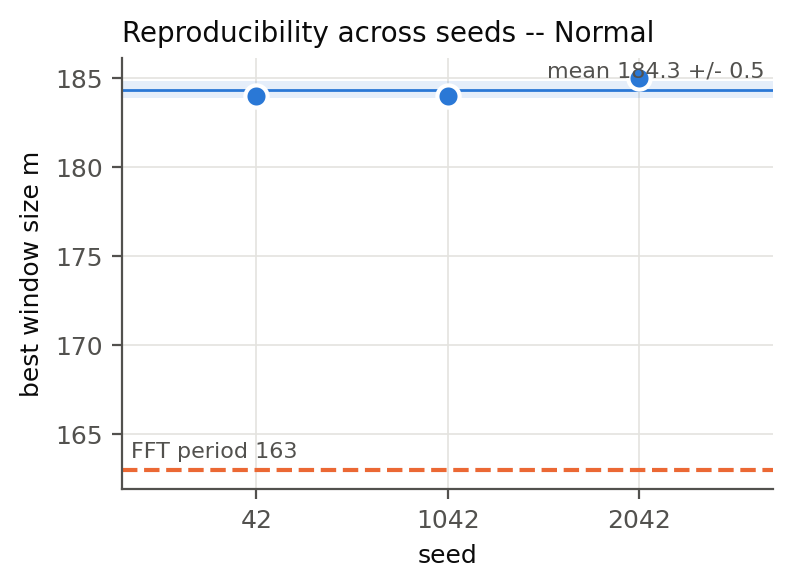 Reproducibility across seeds -- Normal
mean 184.3 +/- 0.5
185
180
175
170
165
best window size m
FFT period 163
42 1042 2042
seed